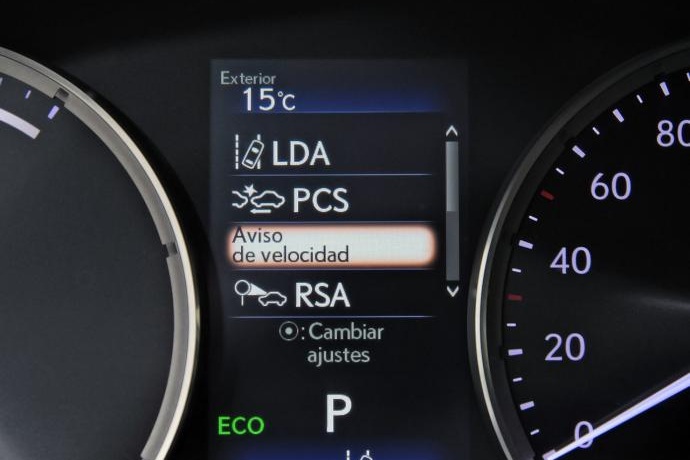 Exterior
15°C
LDA
PCS
Aviso
de velocidad
RSA
: Cambiar
ajustes
P
ECO
80
60
40
20
0